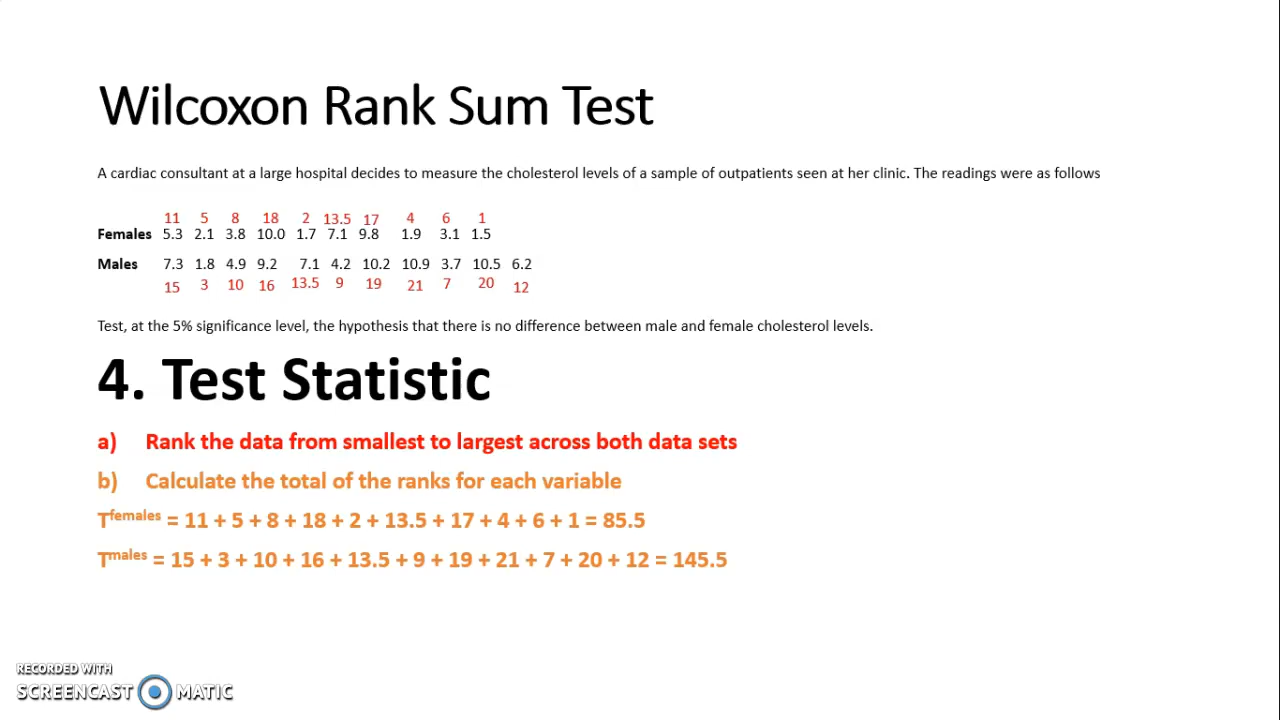 Wilcoxon Rank Sum Test
A cardiac consultant at a large hospital decides to measure the cholesterol levels of a sample of outpatients seen at her clinic. The readings were as follows
11 5 8 18 2 13.5 17 4 6 1
Females 5.3 2.1 3.8 10.0 1.7 7.1 9.8 1.9 3.1 1.5
Males 7.3 1.8 4.9 9.2 7.1 4.2 10.2 10.9 3.7 10.5 6.2
15 3 10 16 13.5 9 19 21 7 20 12
Test, at the 5% significance level, the hypothesis that there is no difference between male and female cholesterol levels.
4. Test Statistic
a) Rank the data from smallest to largest across both data sets
b) Calculate the total of the ranks for each variable
Tfemales = 11 + 5 + 8 + 18 + 2 + 13.5 + 17 + 4 + 6 + 1 = 85.5
Tmales = 15 + 3 + 10 + 16 + 13.5 + 9 + 19 + 21 + 7 + 20 + 12 = 145.5
RECORDED WITH
SCREENCAST MATIC